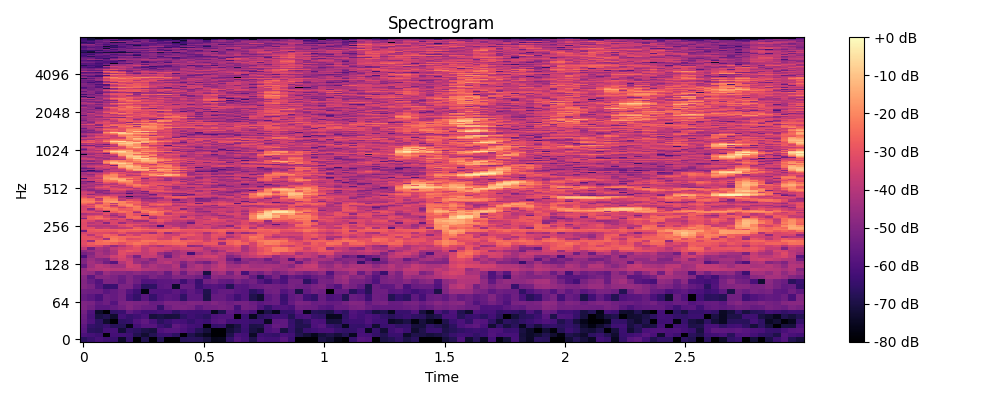 Spectrogram
Hz
4096
2048
1024
512
256
128
64
0
0
0.5
1
1.5
2
2.5
Time
+0 dB
-10 dB
-20 dB
-30 dB
-40 dB
-50 dB
-60 dB
-70 dB
-80 dB